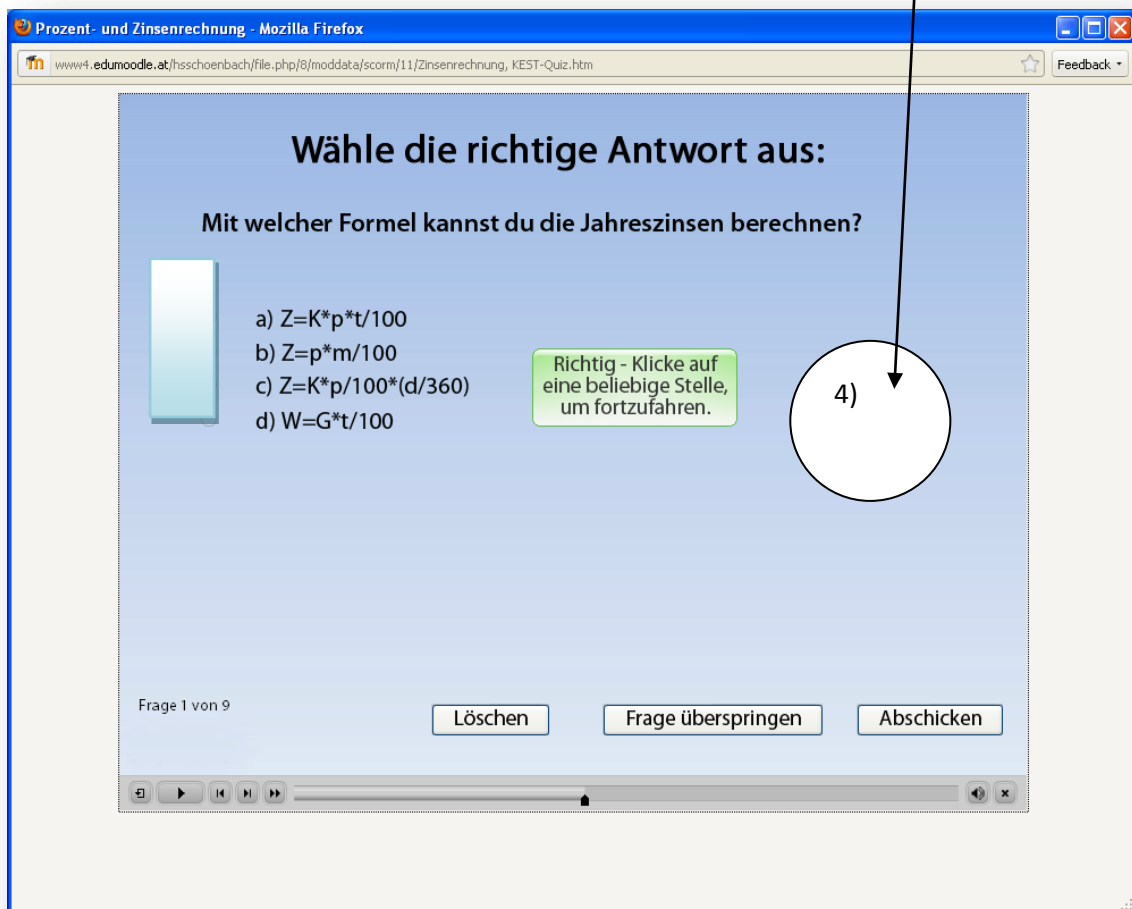 Prozent- und Zinsenrechnung - Mozilla Firefox
www4.edumoodle.at/hsschoenbach/file.php/8/moddata/scorm/11/Zinsenrechnung, KEST-Quiz.htm
Feedback
Wähle die richtige Antwort aus:
Mit welcher Formel kannst du die Jahreszinsen berechnen?
a) Z=K*p*t/100
b) Z=p*m/100
c) Z=K*p/100*(d/360)
d) W=G*t/100
Richtig - Klicke auf
eine beliebige Stelle,
um fortzufahren.
4)
Frage 1 von 9
Löschen
Frage überspringen
Abschicken